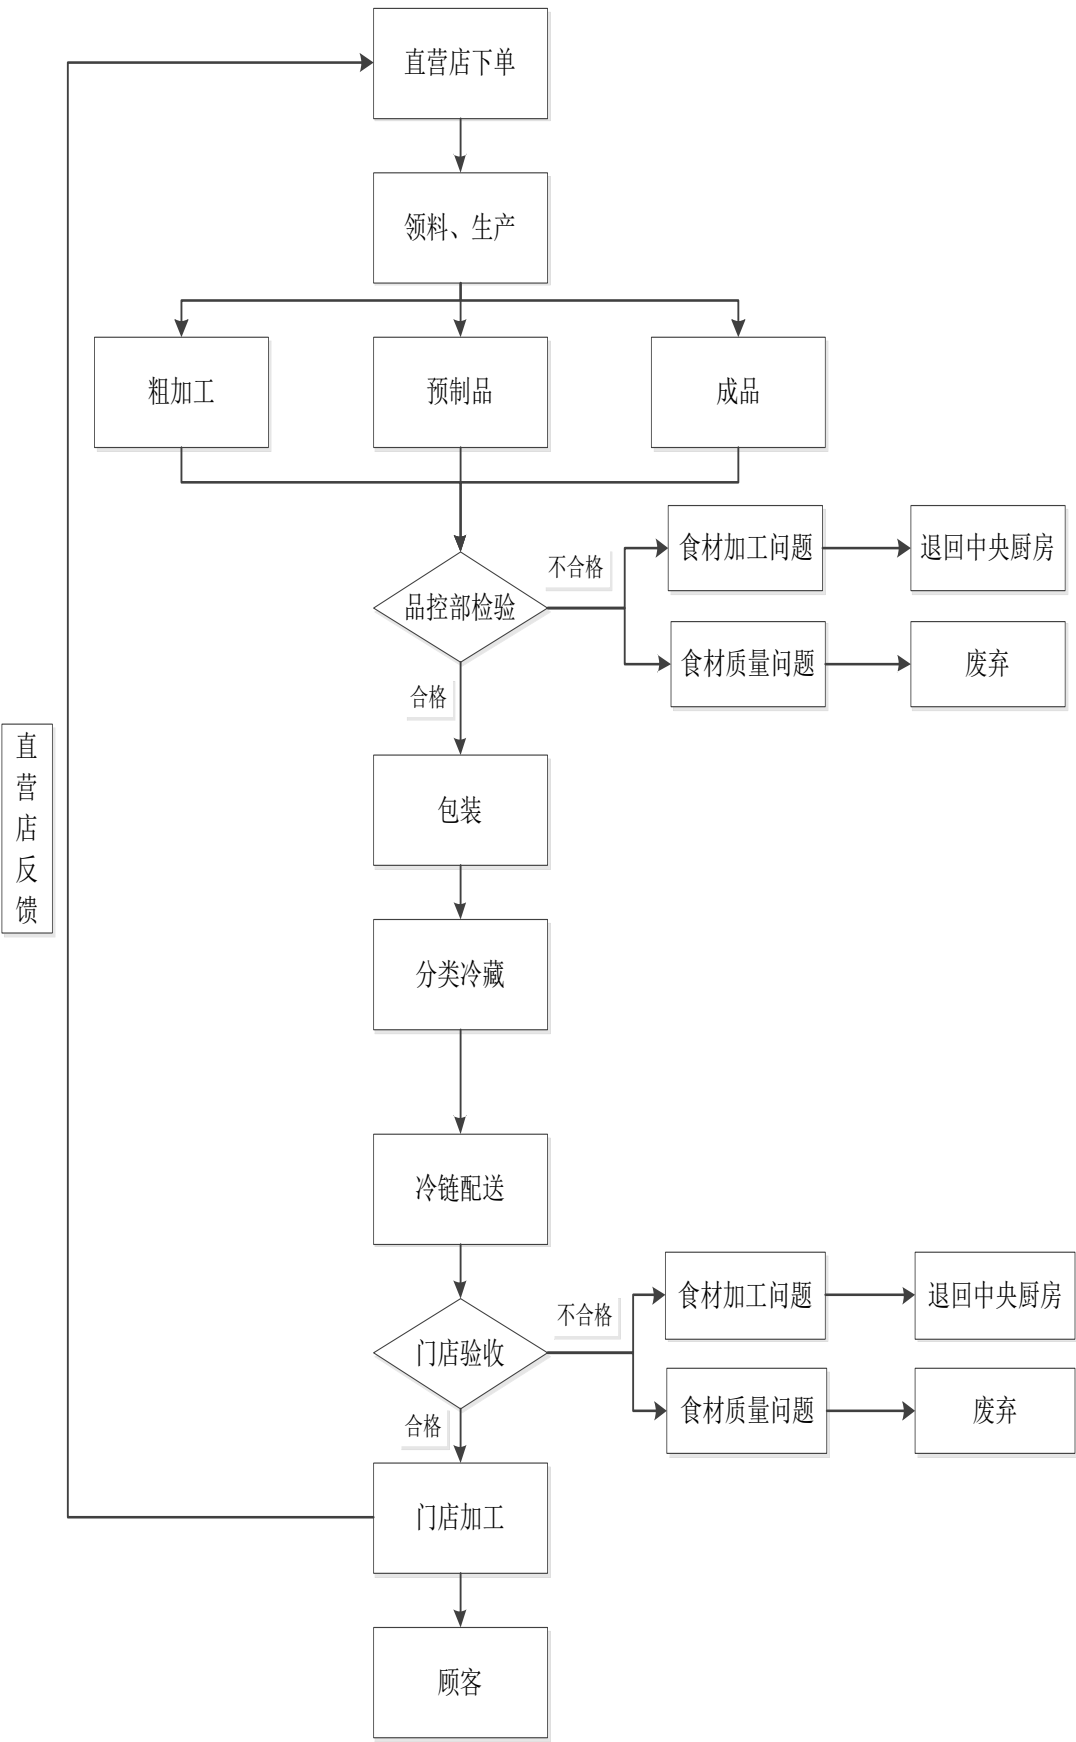 直营店下单
领料、生产
粗加工
预制品
成品
品控部检验
不合格
食材加工问题
退回中央厨房
食材质量问题
废弃
合格
包装
直营店反馈
分类冷藏
冷链配送
门店验收
不合格
食材加工问题
退回中央厨房
食材质量问题
废弃
合格
门店加工
顾客